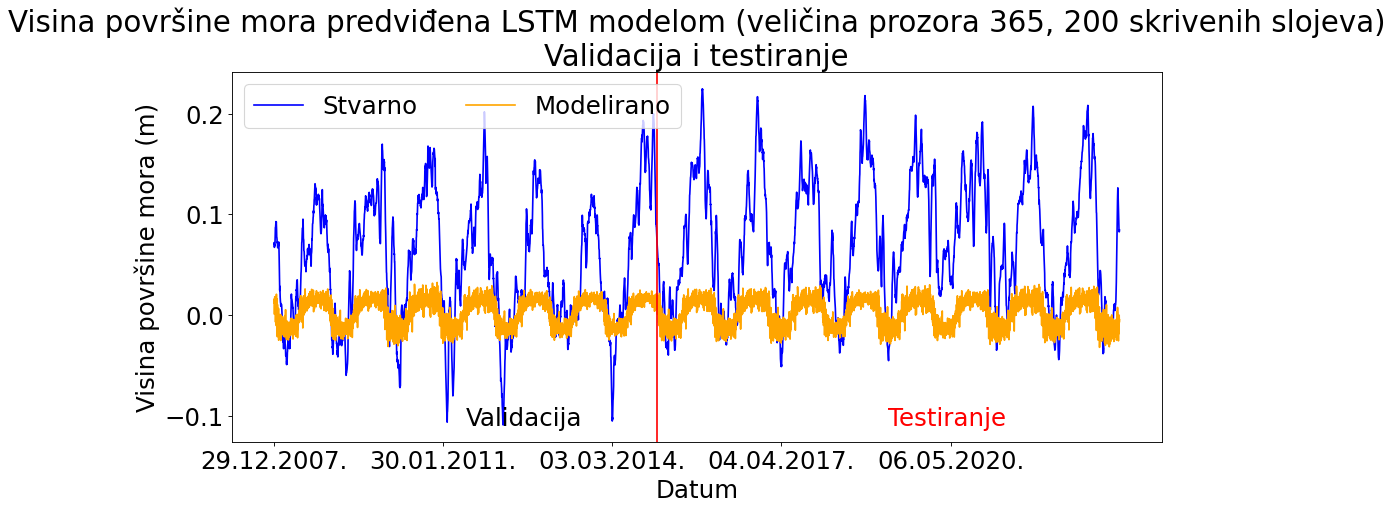 Visina površine mora predviđena LSTM modelom (veličina prozora 365, 200 skrivenih slojeva)
Validacija i testiranje
Stvarno Modelirano
Visina površine mora (m)
0.2
0.1
0.0
−0.1
Validacija Testiranje
29.12.2007. 30.01.2011. 03.03.2014. 04.04.2017. 06.05.2020.
Datum